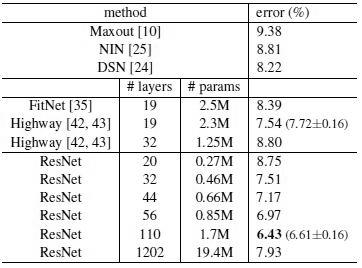 method error (%)
Maxout [10] 9.38
NIN [25] 8.81
DSN [24] 8.22
# layers # params
FitNet [35] 19 2.5M 8.39
Highway [42, 43] 19 2.3M 7.54 (7.72±0.16)
Highway [42, 43] 32 1.25M 8.80
ResNet 20 0.27M 8.75
ResNet 32 0.46M 7.51
ResNet 44 0.66M 7.17
ResNet 56 0.85M 6.97
ResNet 110 1.7M 6.43 (6.61±0.16)
ResNet 1202 19.4M 7.93